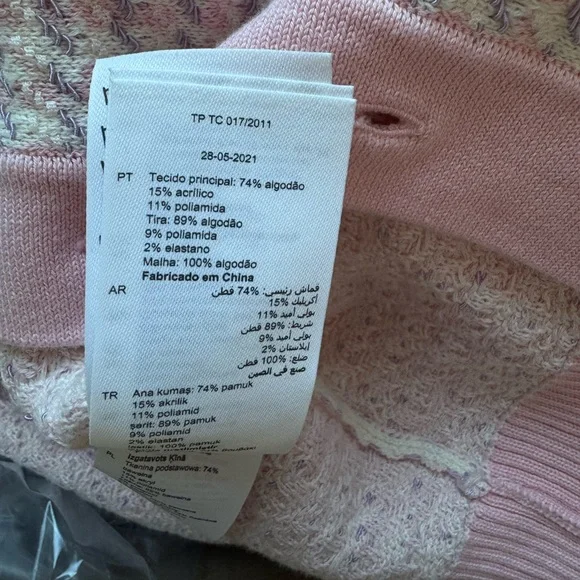 TP TC 017/2011
28-05-2021
PT Tecido principal: 74% algodão
15% acrílico
11% poliamida
Tira: 89% algodão
9% poliamida
2% elastano
Malha: 100% algodão
Fabricado em China
AR قماش رئيسي: 74% قطن
أكريليك 15%
بولي أميد 11%
شريط: 89% قطن
بولي أميد 9%
إيلاستان 2%
ضلع: 100% قطن
صنع في الصين
TR Ana kumaş: 74% pamuk
15% akrilik
11% poliamid
şerit: 89% pamuk
9% poliamid
2% elastan
100% pamuk
Izgatavots Ķīnā
PL Tkanina podstawowa: 74%